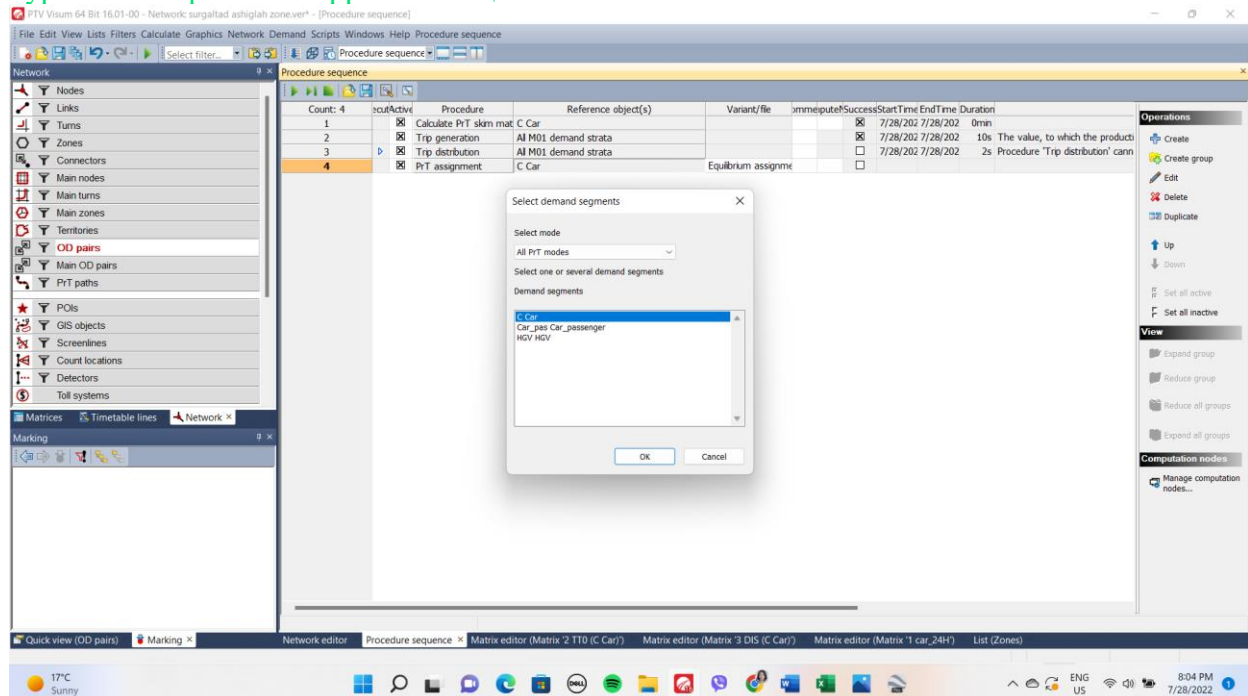 PTV Visum 64 Bit 16.01-00 - Network: surgaltad ashiglah zone.ver* - [Procedure sequence]
File Edit View Lists Filters Calculate Graphics Network Demand Scripts Windows Help Procedure sequence
Select filter... Procedure sequence
Network
Nodes
Links
Turns
Zones
Connectors
Main nodes
Main turns
Main zones
Territories
OD pairs
Main OD pairs
PrT paths
POIs
GIS objects
Screenlines
Count locations
Detectors
Toll systems
Matrices Timetable lines Network ×
Marking
Procedure sequence
Count: 4 ecut Active Procedure Reference object(s) Variant/file omme Success StartTime EndTime Duration
1 Calculate PrT skim mat C Car 7/28/202 7/28/202 0min
2 Trip generation All M01 demand strata 7/28/202 7/28/202 10s The value, to which the producti
3 Trip distribution All M01 demand strata 7/28/202 7/28/202 2s Procedure 'Trip distribution' cann
4 PrT assignment C Car Equilibrium assignme
Select demand segments
Select mode
All PrT modes
Select one or several demand segments
Demand segments
C Car
Car_pas Car_passenger
HGV HGV
OK Cancel
Operations
Create
Create group
Edit
Delete
Duplicate
Up
Down
Set all active
Set all inactive
View
Expand group
Reduce group
Reduce all groups
Expand all groups
Computation nodes
Manage computation
nodes...
Quick view (OD pairs) Marking × Network editor Procedure sequence × Matrix editor (Matrix '2 TT0 (C Car)') Matrix editor (Matrix '3 DIS (C Car)') Matrix editor (Matrix '1 car_24H') List (Zones)
17°C
Sunny
DELL
ENG
US
8:04 PM
7/28/2022
1